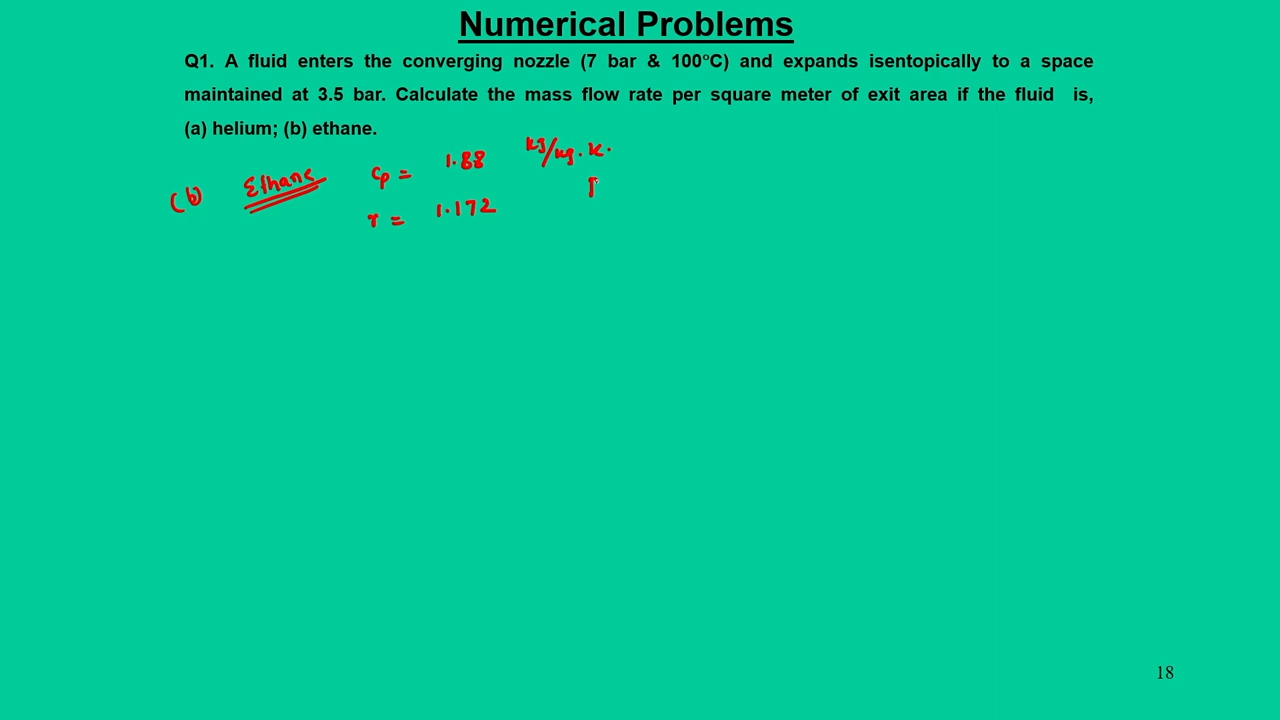 Numerical Problems
Q1. A fluid enters the converging nozzle (7 bar & 100°C) and expands isentopically to a space
maintained at 3.5 bar. Calculate the mass flow rate per square meter of exit area if the fluid is,
(a) helium; (b) ethane.
(b) Ethane cp = 1.88 kJ/kg.K.
r = 1.172
18